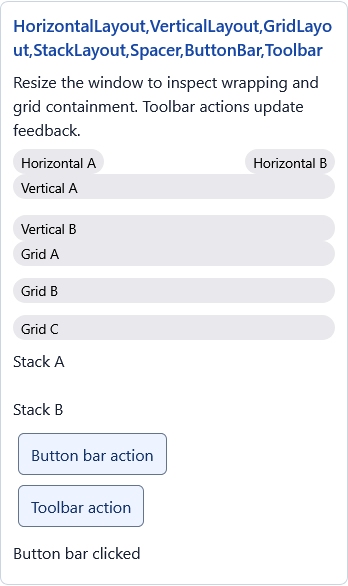 HorizontalLayout,VerticalLayout,GridLayo
ut,StackLayout,Spacer,ButtonBar,Toolbar
Resize the window to inspect wrapping and
grid containment. Toolbar actions update
feedback.
Horizontal A
Horizontal B
Vertical A
Vertical B
Grid A
Grid B
Grid C
Stack A
Stack B
Button bar action
Toolbar action
Button bar clicked